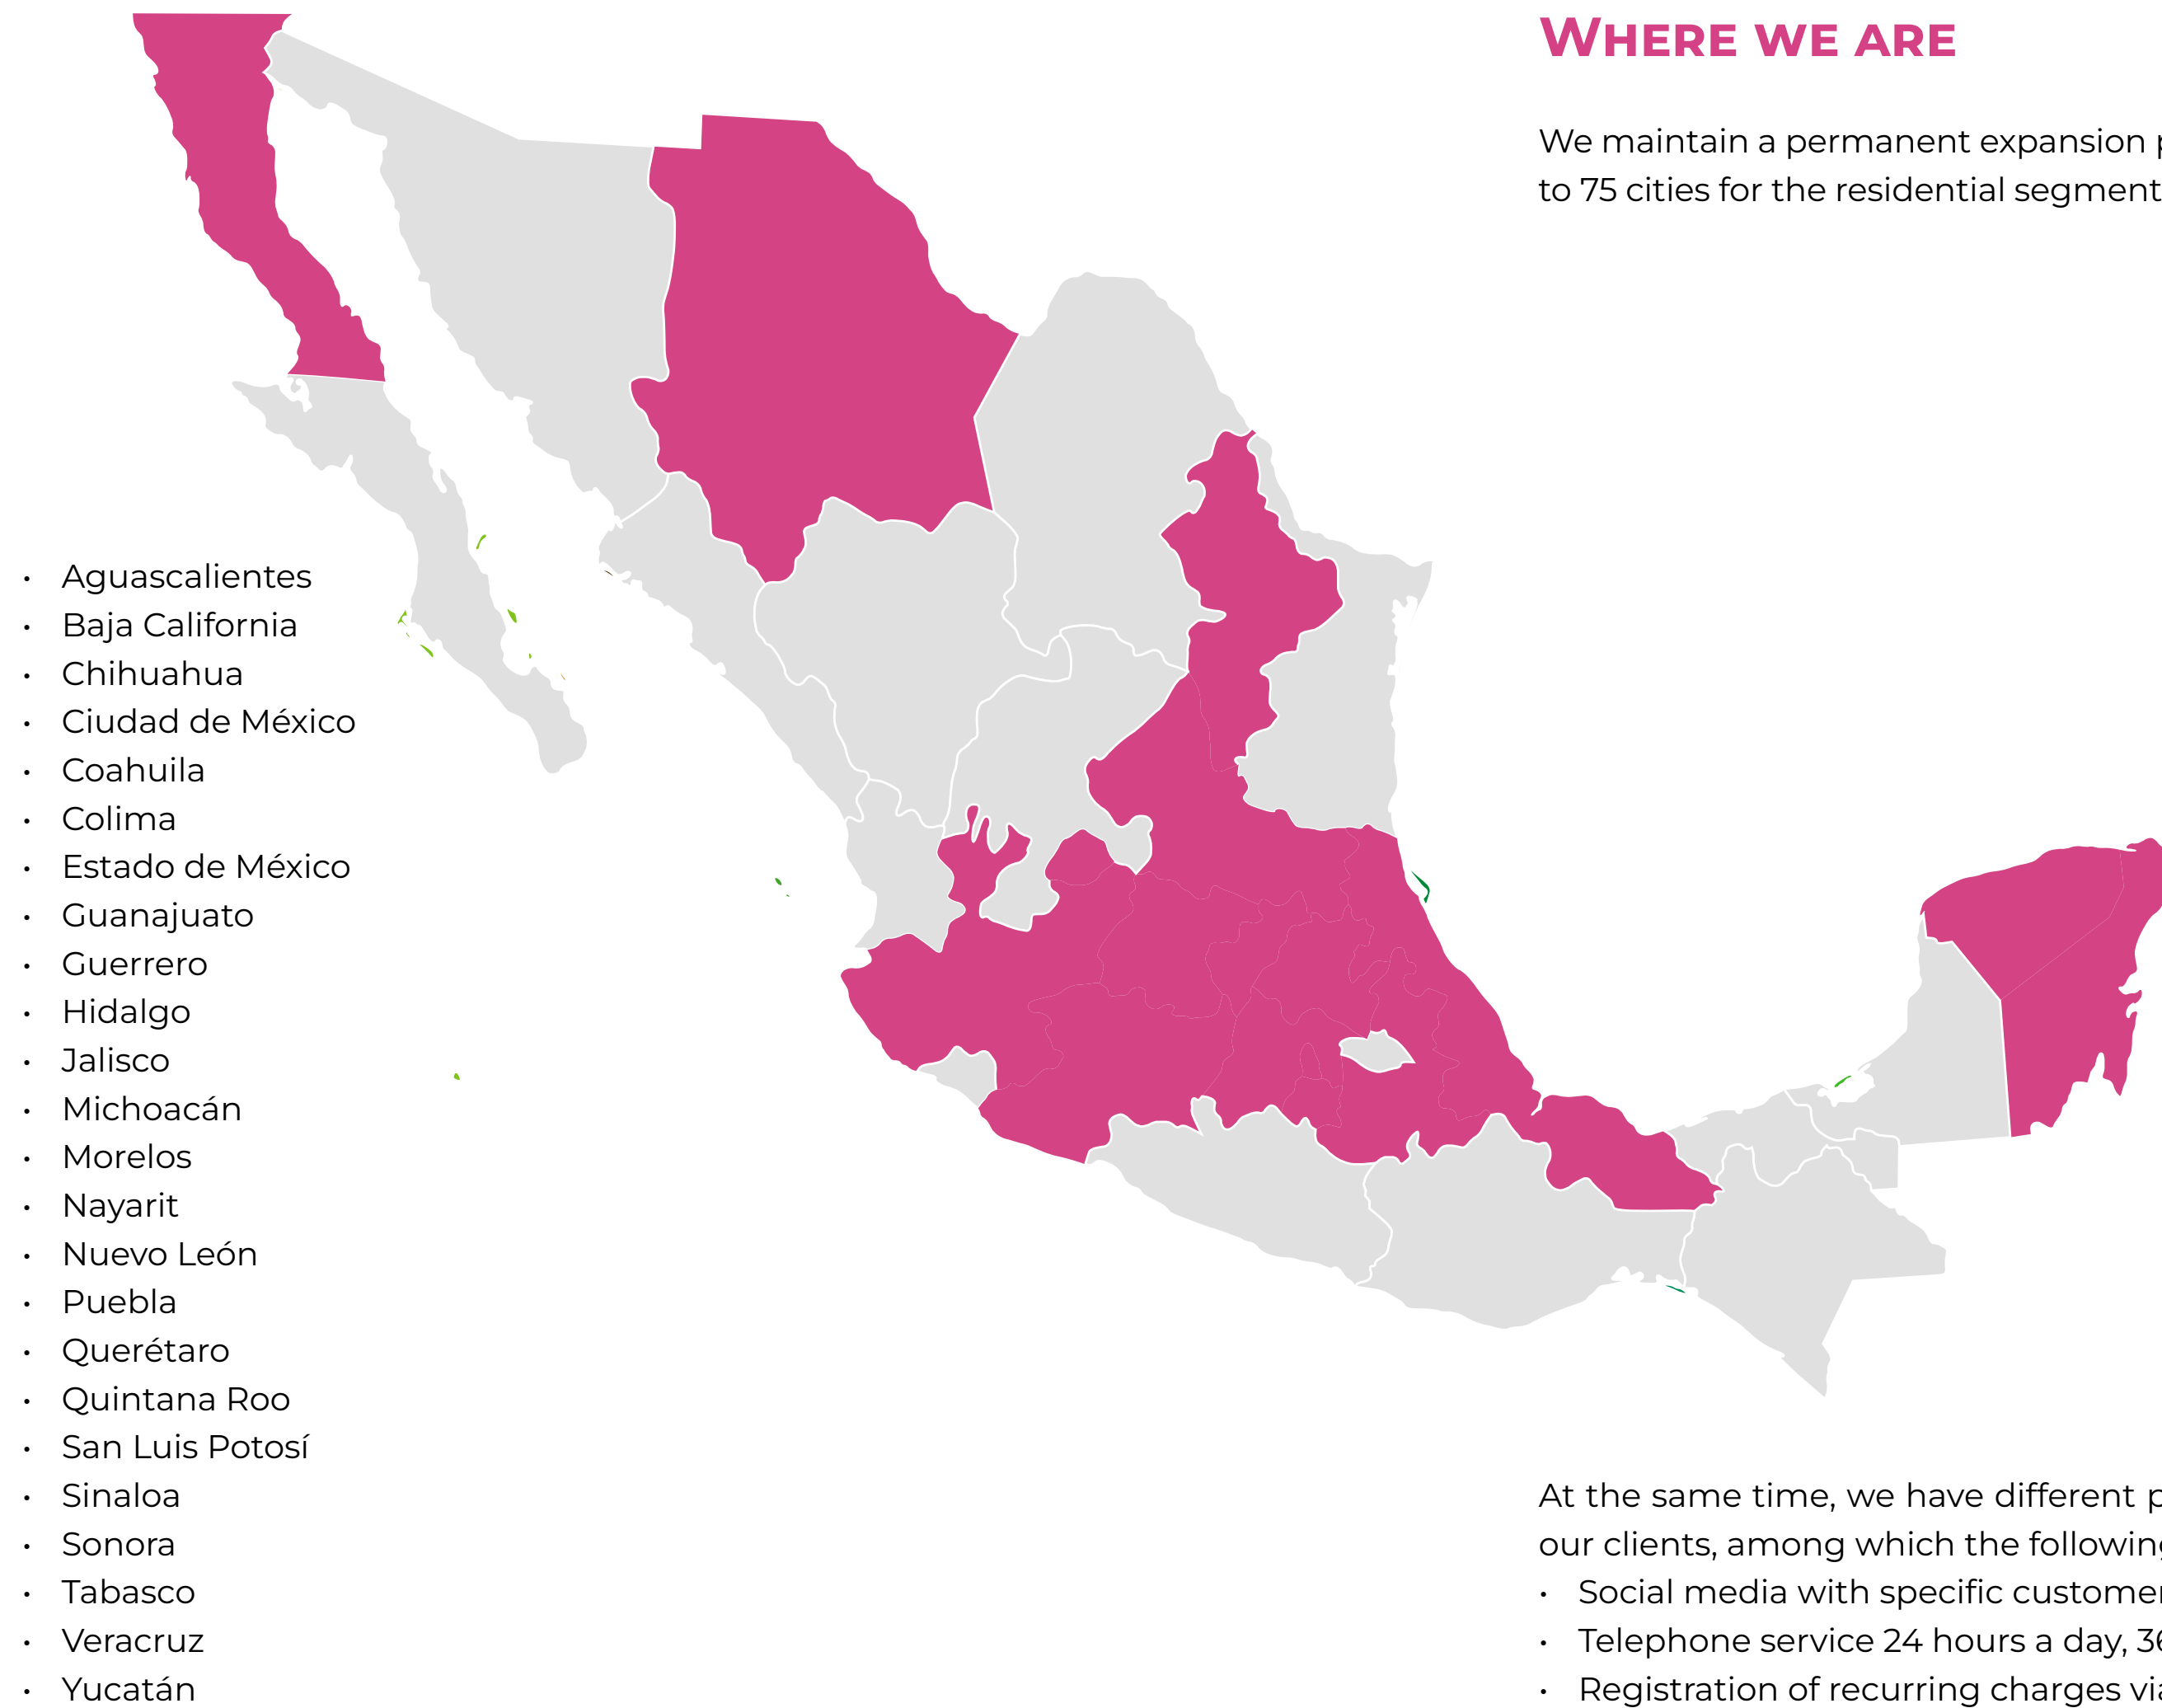 WHERE WE ARE
We maintain a permanent expansion
to 75 cities for the residential segment
• Aguascalientes
• Baja California
• Chihuahua
• Ciudad de México
• Coahuila
• Colima
• Estado de México
• Guanajuato
• Guerrero
• Hidalgo
• Jalisco
• Michoacán
• Morelos
• Nayarit
• Nuevo León
• Puebla
• Querétaro
• Quintana Roo
• San Luis Potosí
• Sinaloa
• Sonora
• Tabasco
• Veracruz
• Yucatán
At the same time, we have different
our clients, among which the following
• Social media with specific customer
• Telephone service 24 hours a day,
• Registration of recurring charges via